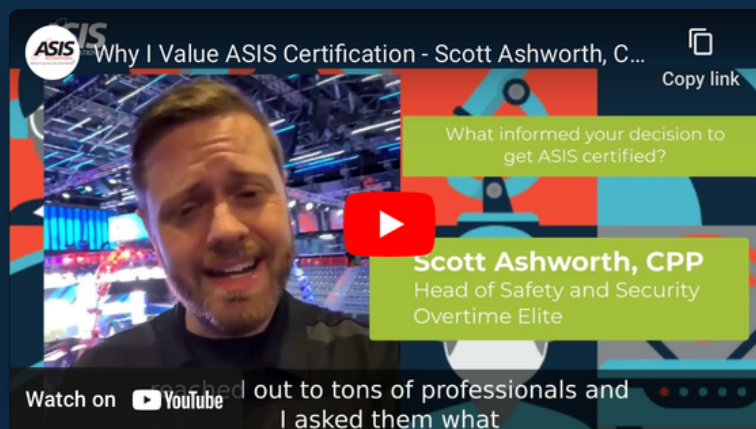 ASIS
Why I Value ASIS Certification - Scott Ashworth, C...
Copy link
What informed your decision to
get ASIS certified?
Scott Ashworth, CPP
Head of Safety and Security
Overtime Elite
reached out to tons of professionals and
I asked them what
Watch on YouTube